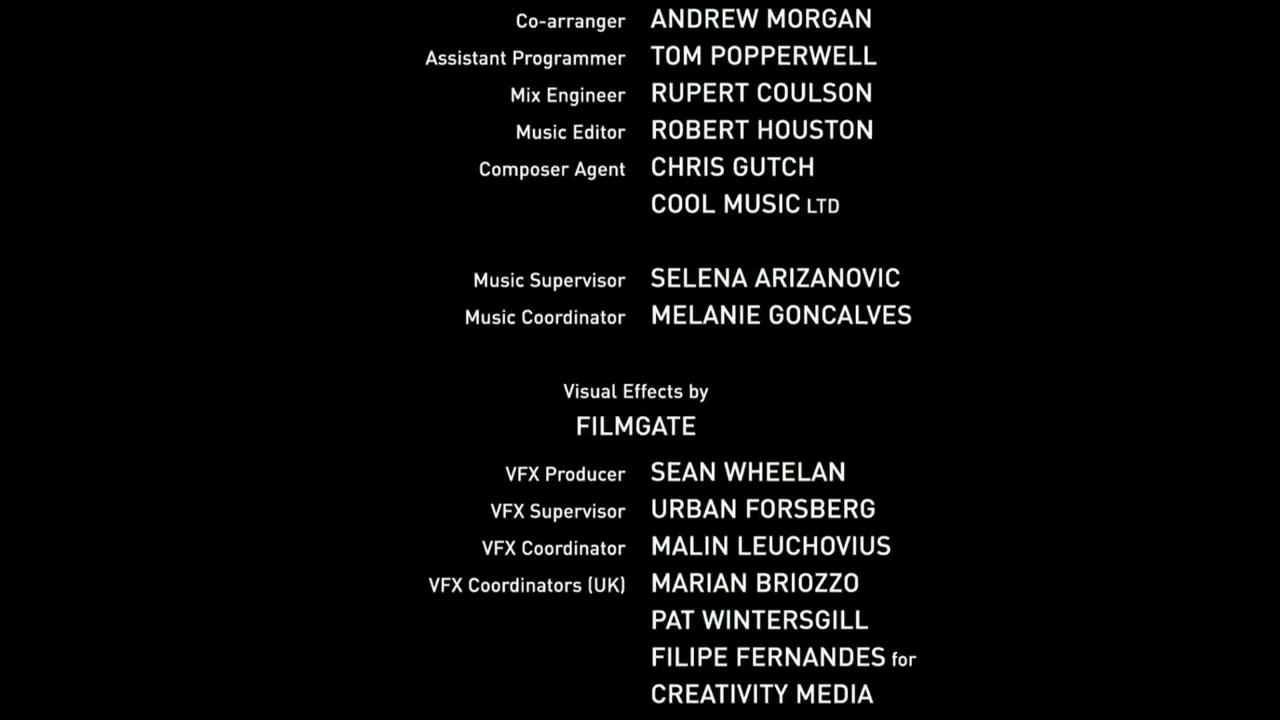 Co-arranger ANDREW MORGAN
Assistant Programmer TOM POPPERWELL
Mix Engineer RUPERT COULSON
Music Editor ROBERT HOUSTON
Composer Agent CHRIS GUTCH
COOL MUSIC LTD
Music Supervisor SELENA ARIZANOVIC
Music Coordinator MELANIE GONCALVES
Visual Effects by
FILMGATE
VFX Producer SEAN WHEELAN
VFX Supervisor URBAN FORSBERG
VFX Coordinator MALIN LEUCHOVIUS
VFX Coordinators (UK) MARIAN BRIOZZO
PAT WINTERSGILL
FILIPE FERNANDES for
CREATIVITY MEDIA